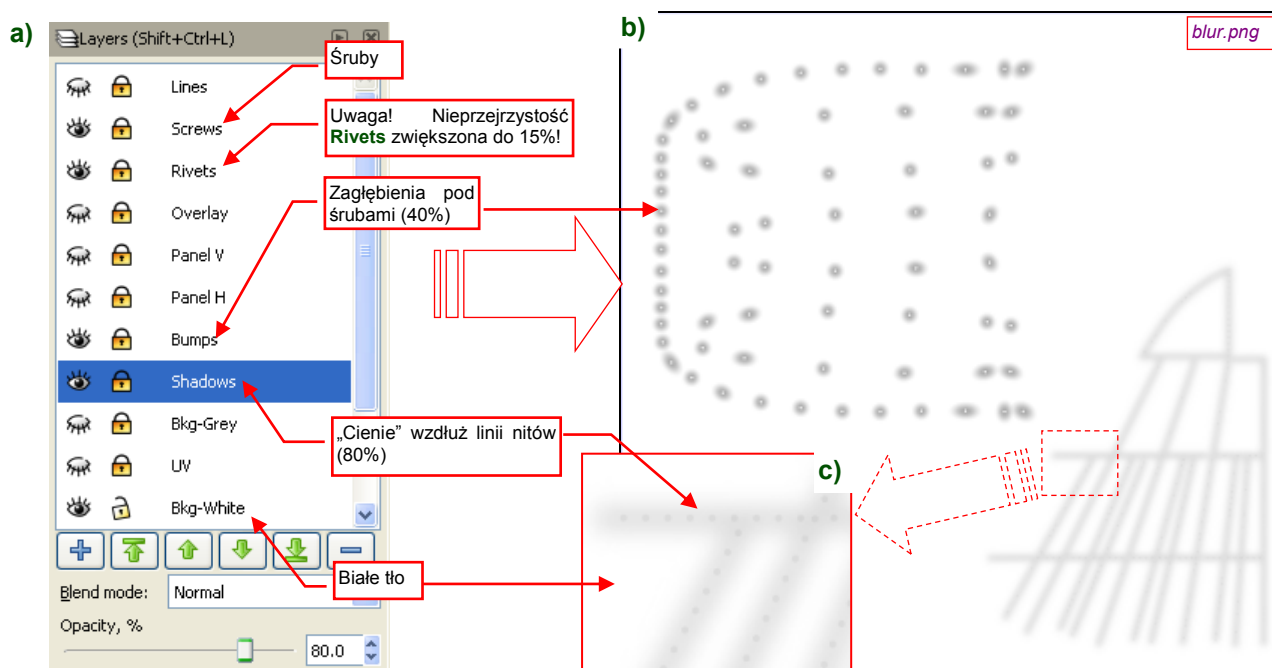 a)
Layers (Shift+Ctrl+L)
Lines
Screws
Rivets
Overlay
Panel V
Panel H
Bumps
Shadows
Bkg-Grey
UV
Bkg-White
Blend mode: Normal
Opacity, %
80.0
Śruby
Uwaga! Nieprzejrzystość
Rivets zwiększona do 15%!
Zagłębienia pod
śrubami (40%)
„Cienie” wzdłuż linii nitów
(80%)
Białe tło
b)
blur.png
c)